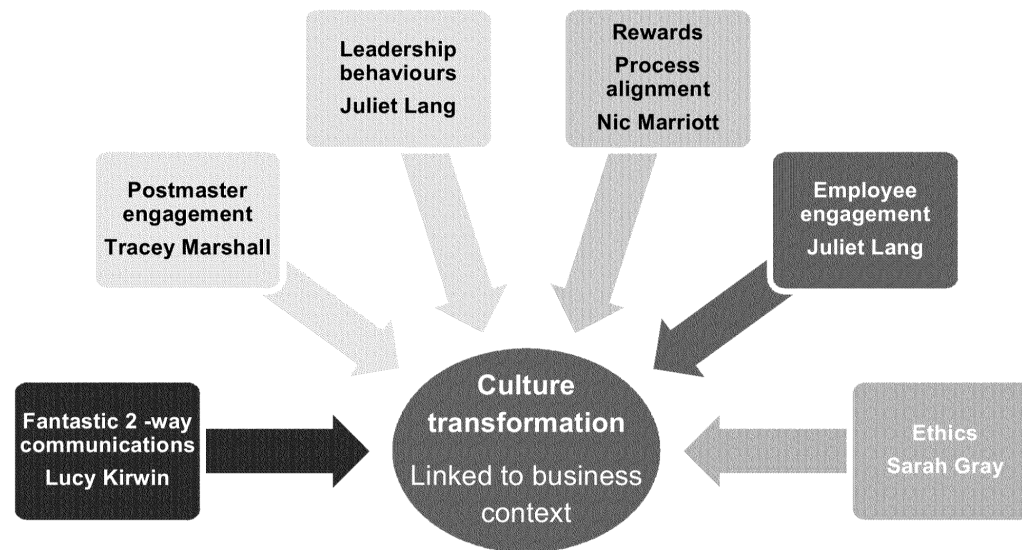 Leadership
behaviours
Juliet Lang
Rewards
Process
alignment
Nic Marriott
Postmaster
engagement
Tracey Marshall
Employee
engagement
Juliet Lang
Fantastic 2 -way
communications
Lucy Kirwin
Culture
transformation
Linked to business
context
Ethics
Sarah Gray